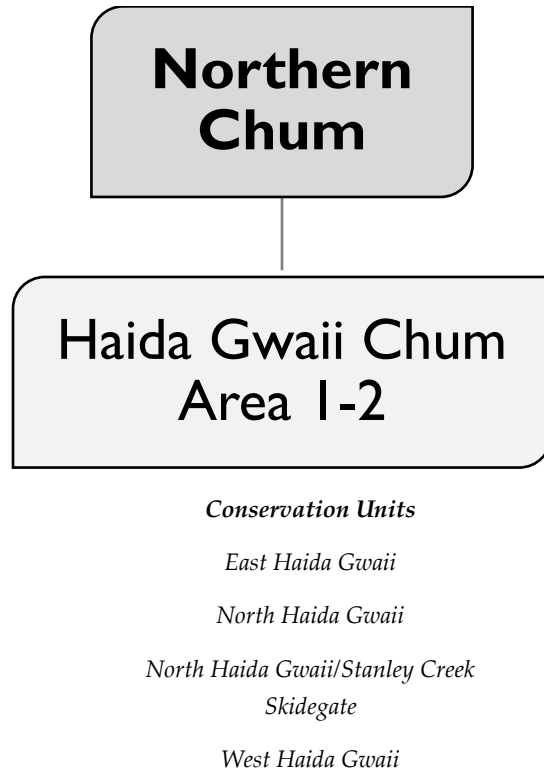 Northern
Chum
Haida Gwaii Chum
Area 1-2
Conservation Units
East Haida Gwaii
North Haida Gwaii
North Haida Gwaii/Stanley Creek
Skidegate
West Haida Gwaii